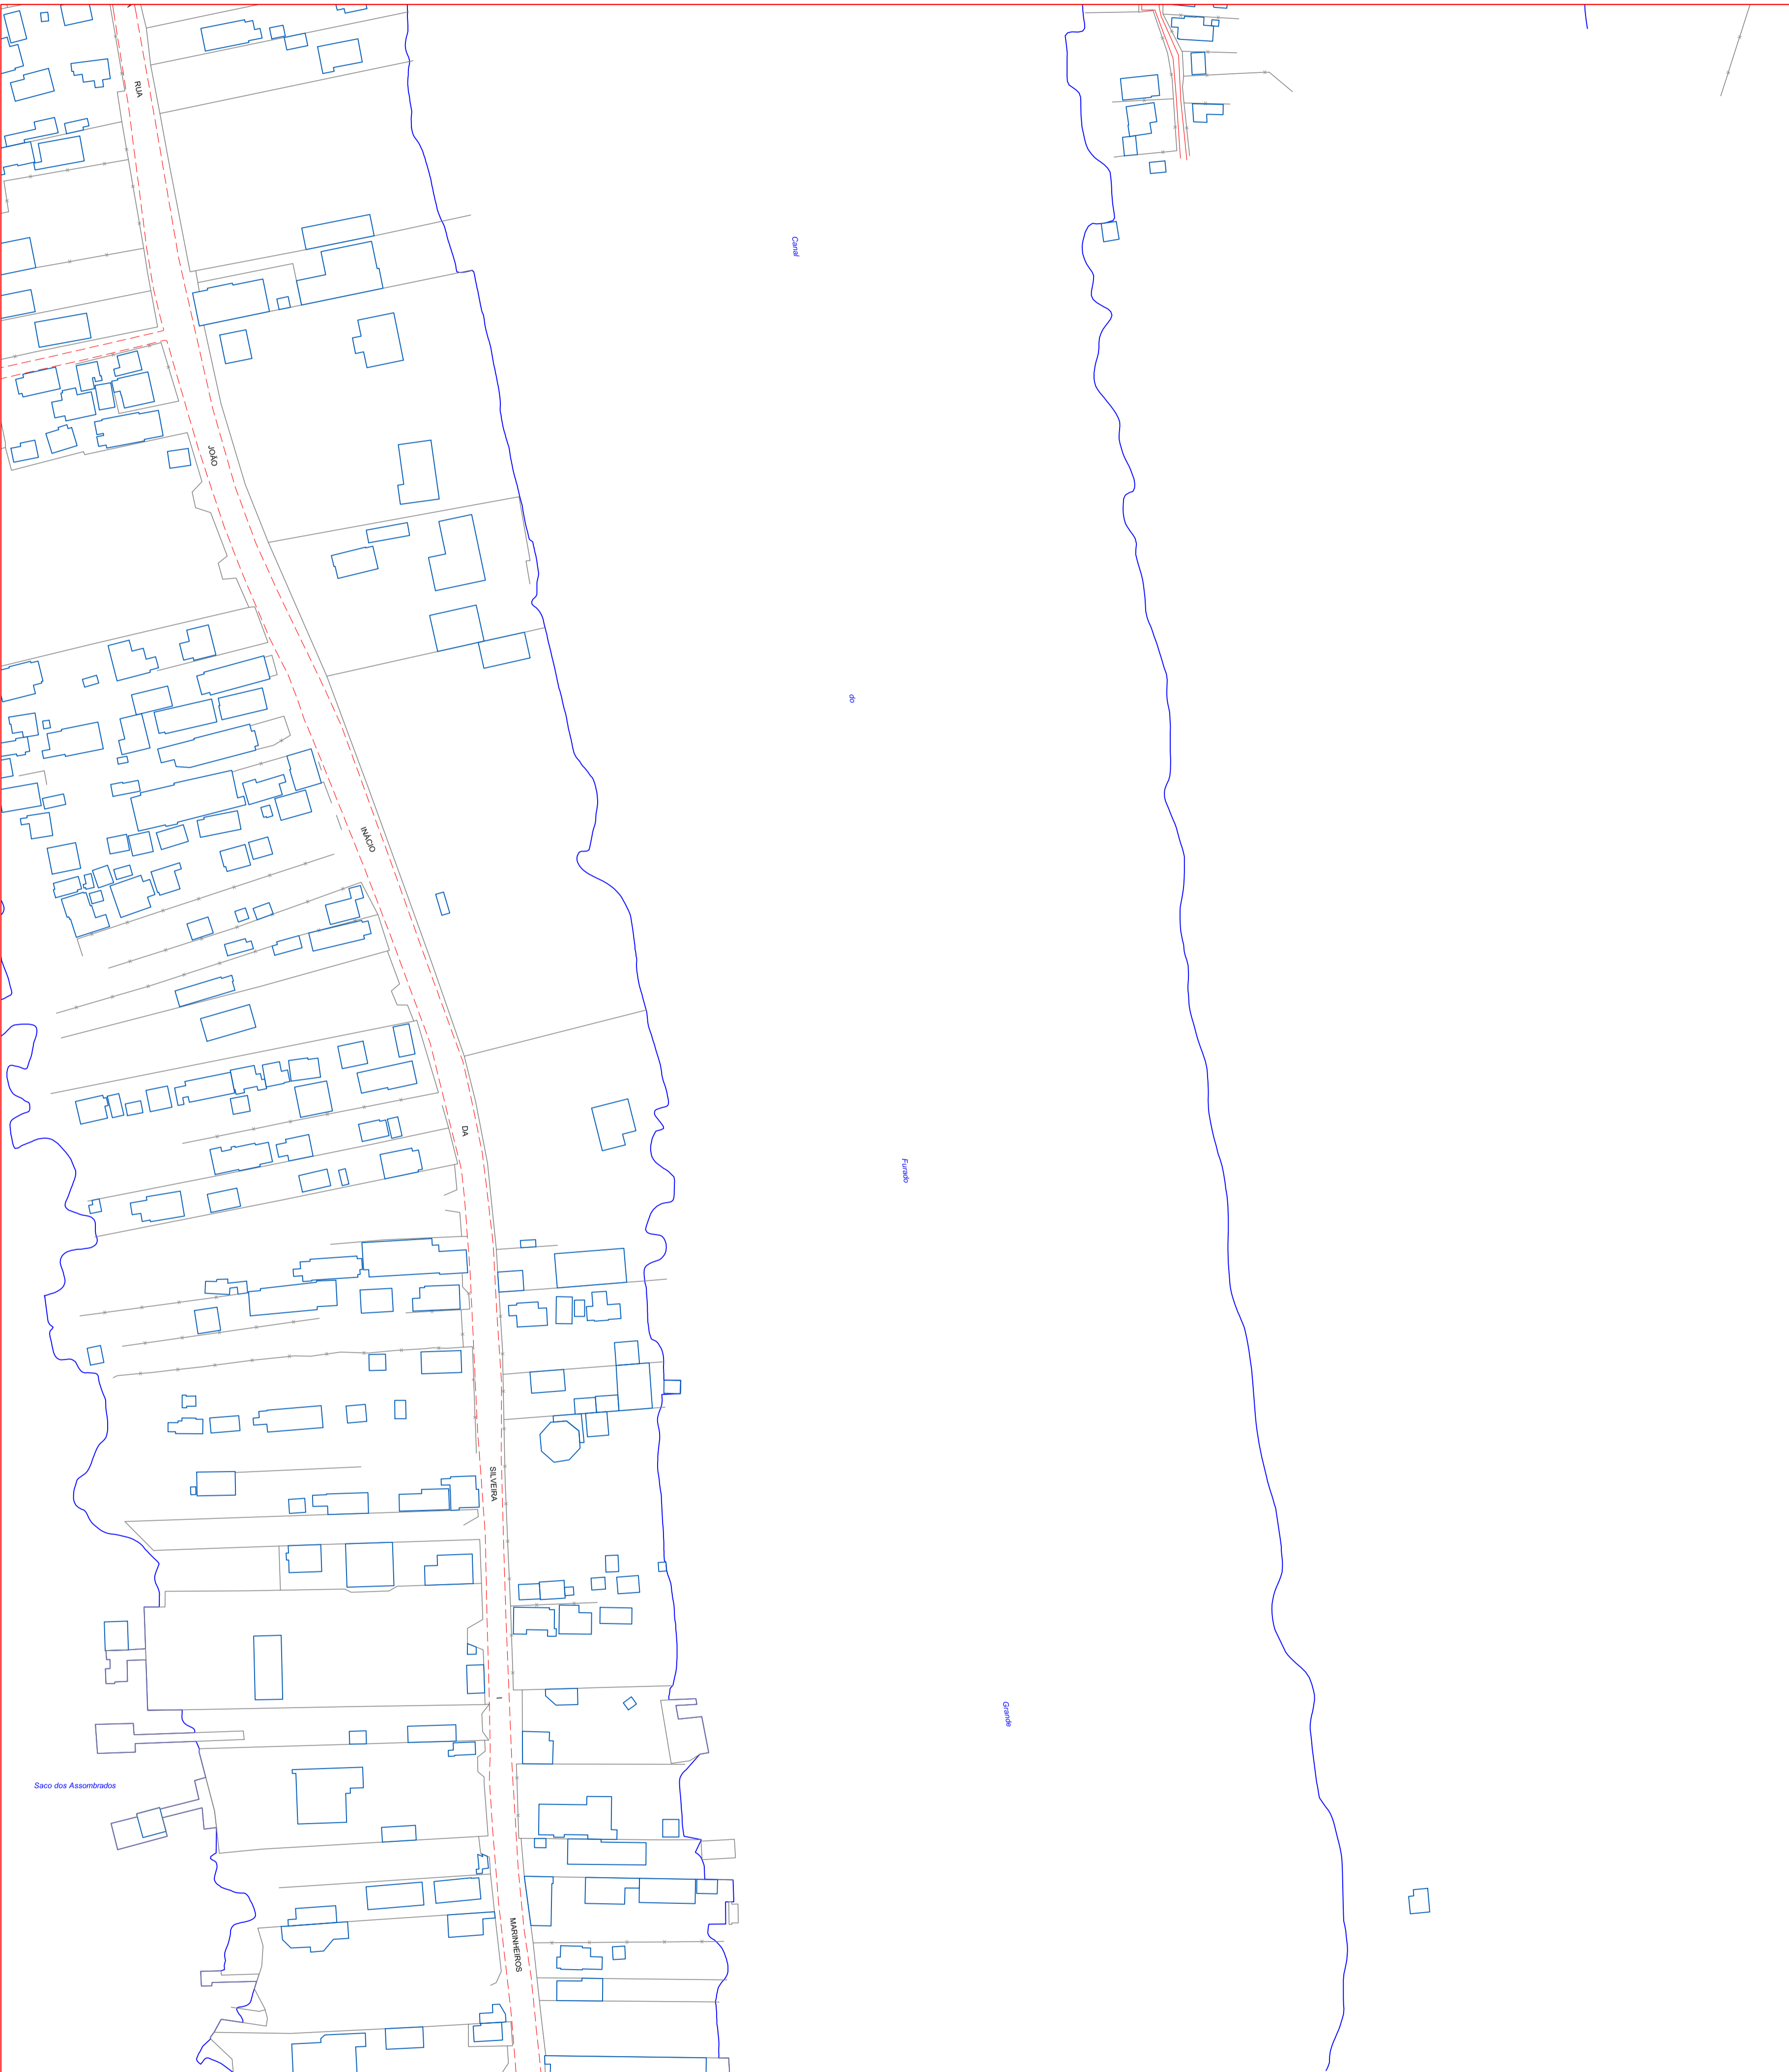 RUA
JOÃO
INÁCIO
DA
SILVEIRA
I
MARINHEIROS
Canal
do
Furado
Grande
Saco dos Assombrados